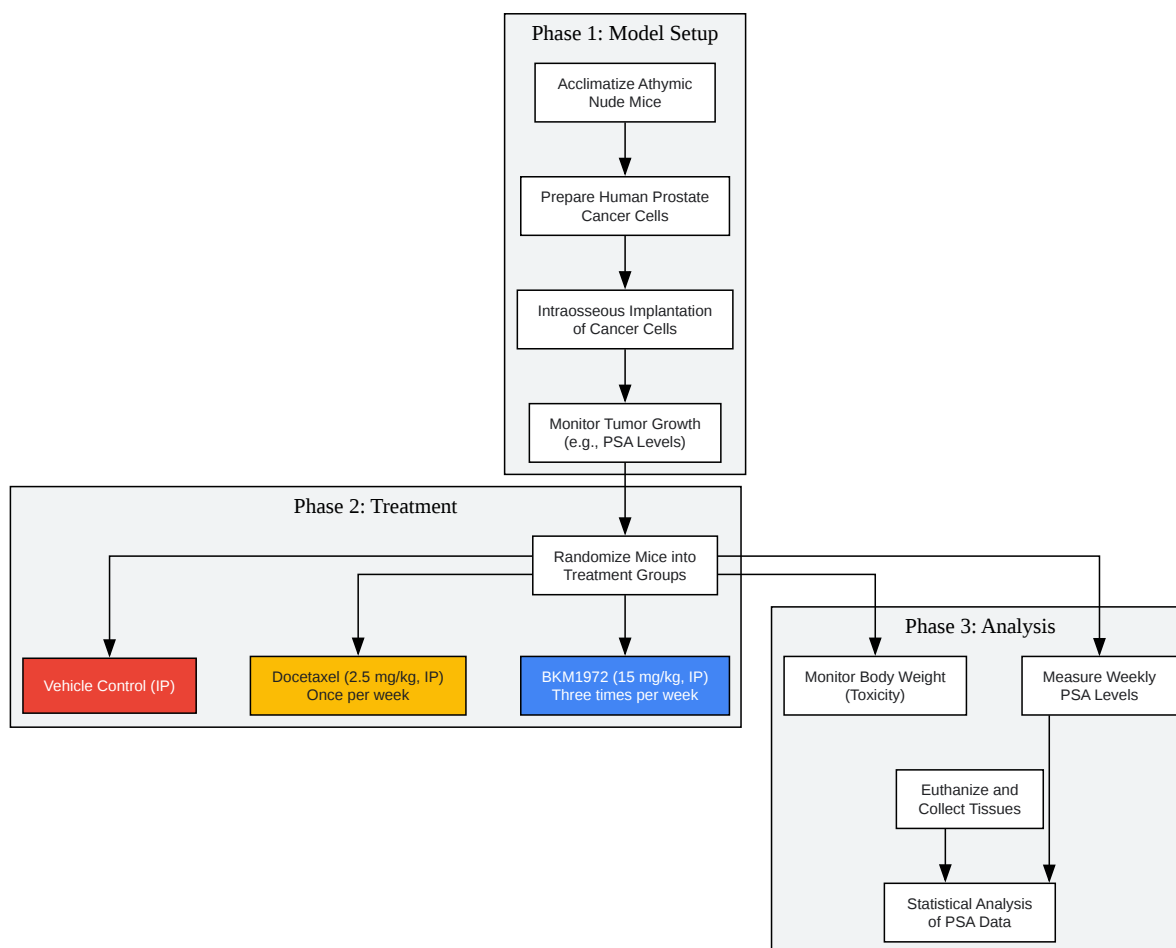 Phase 1: Model Setup
Acclimatize Athymic
Nude Mice
Prepare Human Prostate
Cancer Cells
Intraosseous Implantation
of Cancer Cells
Monitor Tumor Growth
(e.g., PSA Levels)
Phase 2: Treatment
Randomize Mice into
Treatment Groups
Vehicle Control (IP)
Docetaxel (2.5 mg/kg, IP)
Once per week
BKM1972 (15 mg/kg, IP)
Three times per week
Phase 3: Analysis
Monitor Body Weight
(Toxicity)
Measure Weekly
PSA Levels
Euthanize and
Collect Tissues
Statistical Analysis
of PSA Data